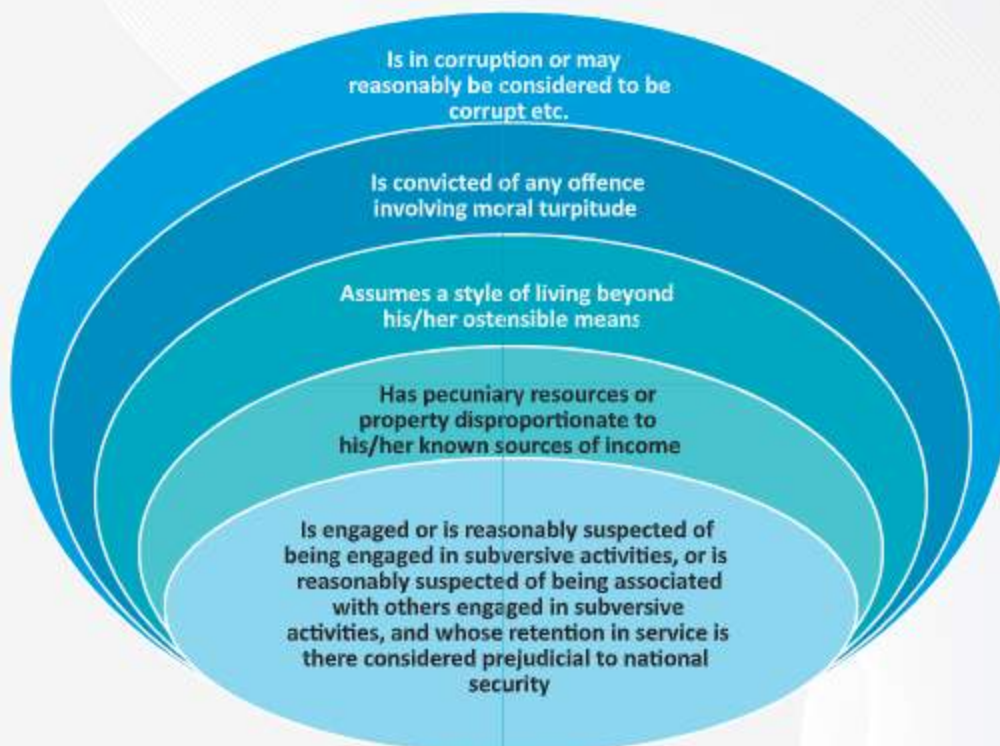 Is in corruption or may
reasonably be considered to be
corrupt etc.
Is convicted of any offence
involving moral turpitude
Assumes a style of living beyond
his/her ostensible means
Has pecuniary resources or
property disproportionate to
his/her known sources of income
Is engaged or is reasonably suspected of
being engaged in subversive activities, or is
reasonably suspected of being associated
with others engaged in subversive
activities, and whose retention in service is
there considered prejudicial to national
security